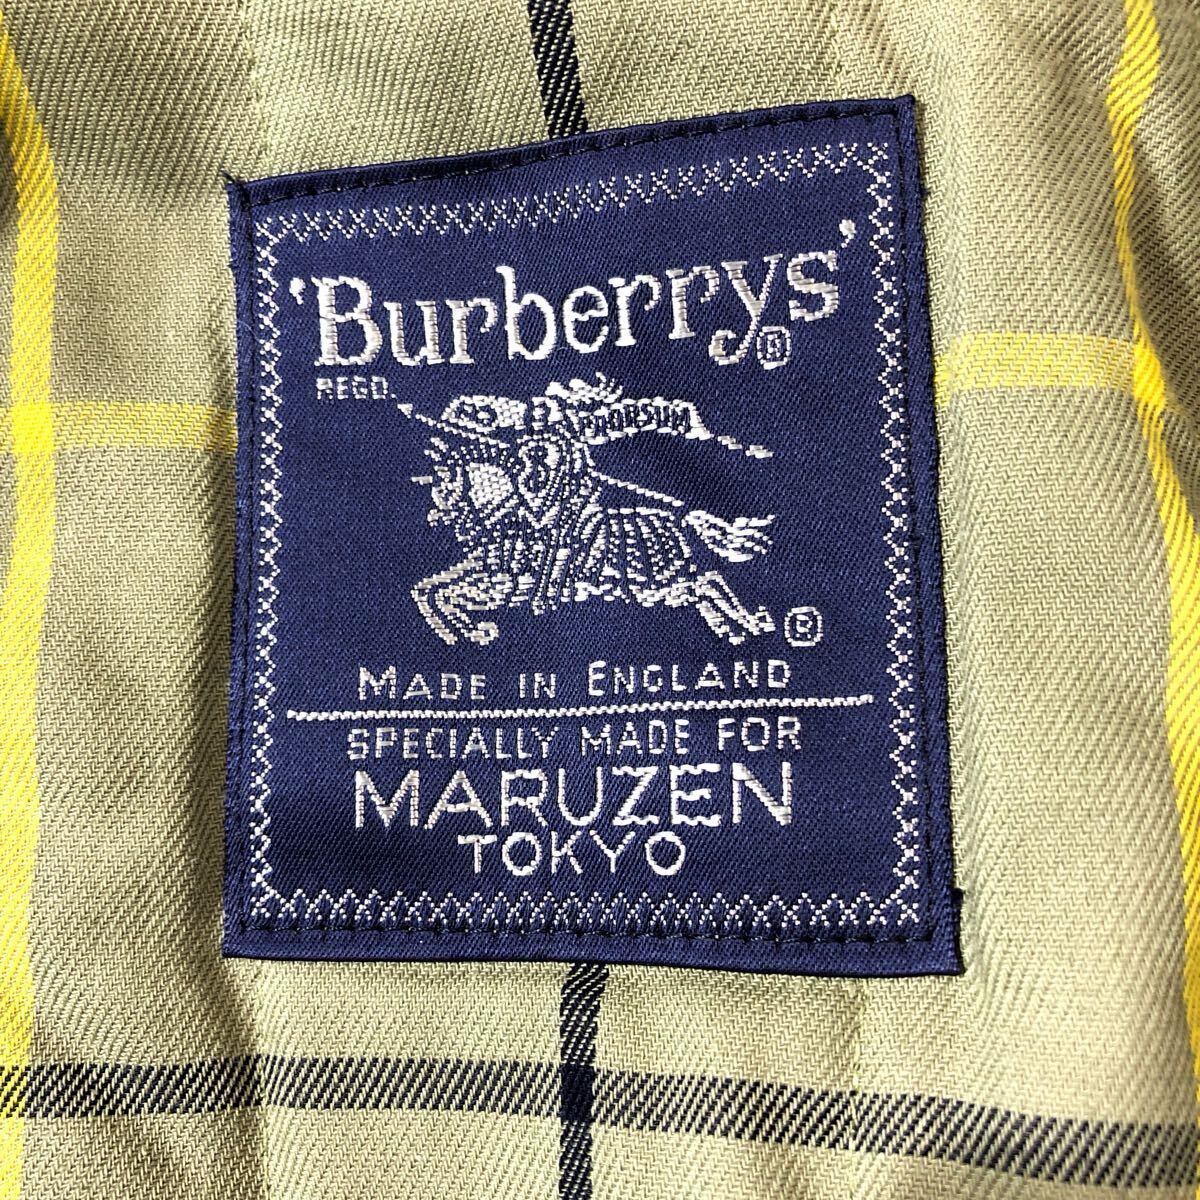 'Burberrys' ®
REGD.
PRORSUM
®
MADE IN ENGLAND
SPECIALLY MADE FOR
MARUZEN
TOKYO